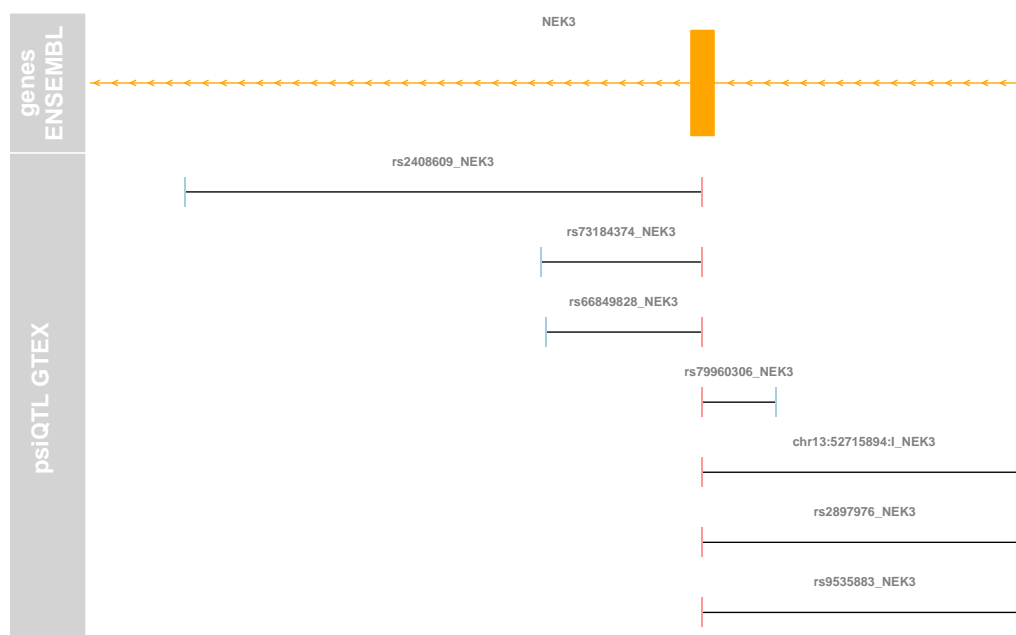 NEK3
genes
ENSEMBL
rs2408609_NEK3
rs73184374_NEK3
rs66849828_NEK3
psiQTL GTEX
rs79960306_NEK3
chr13:52715894:I_NEK3
rs2897976_NEK3
rs9535883_NEK3